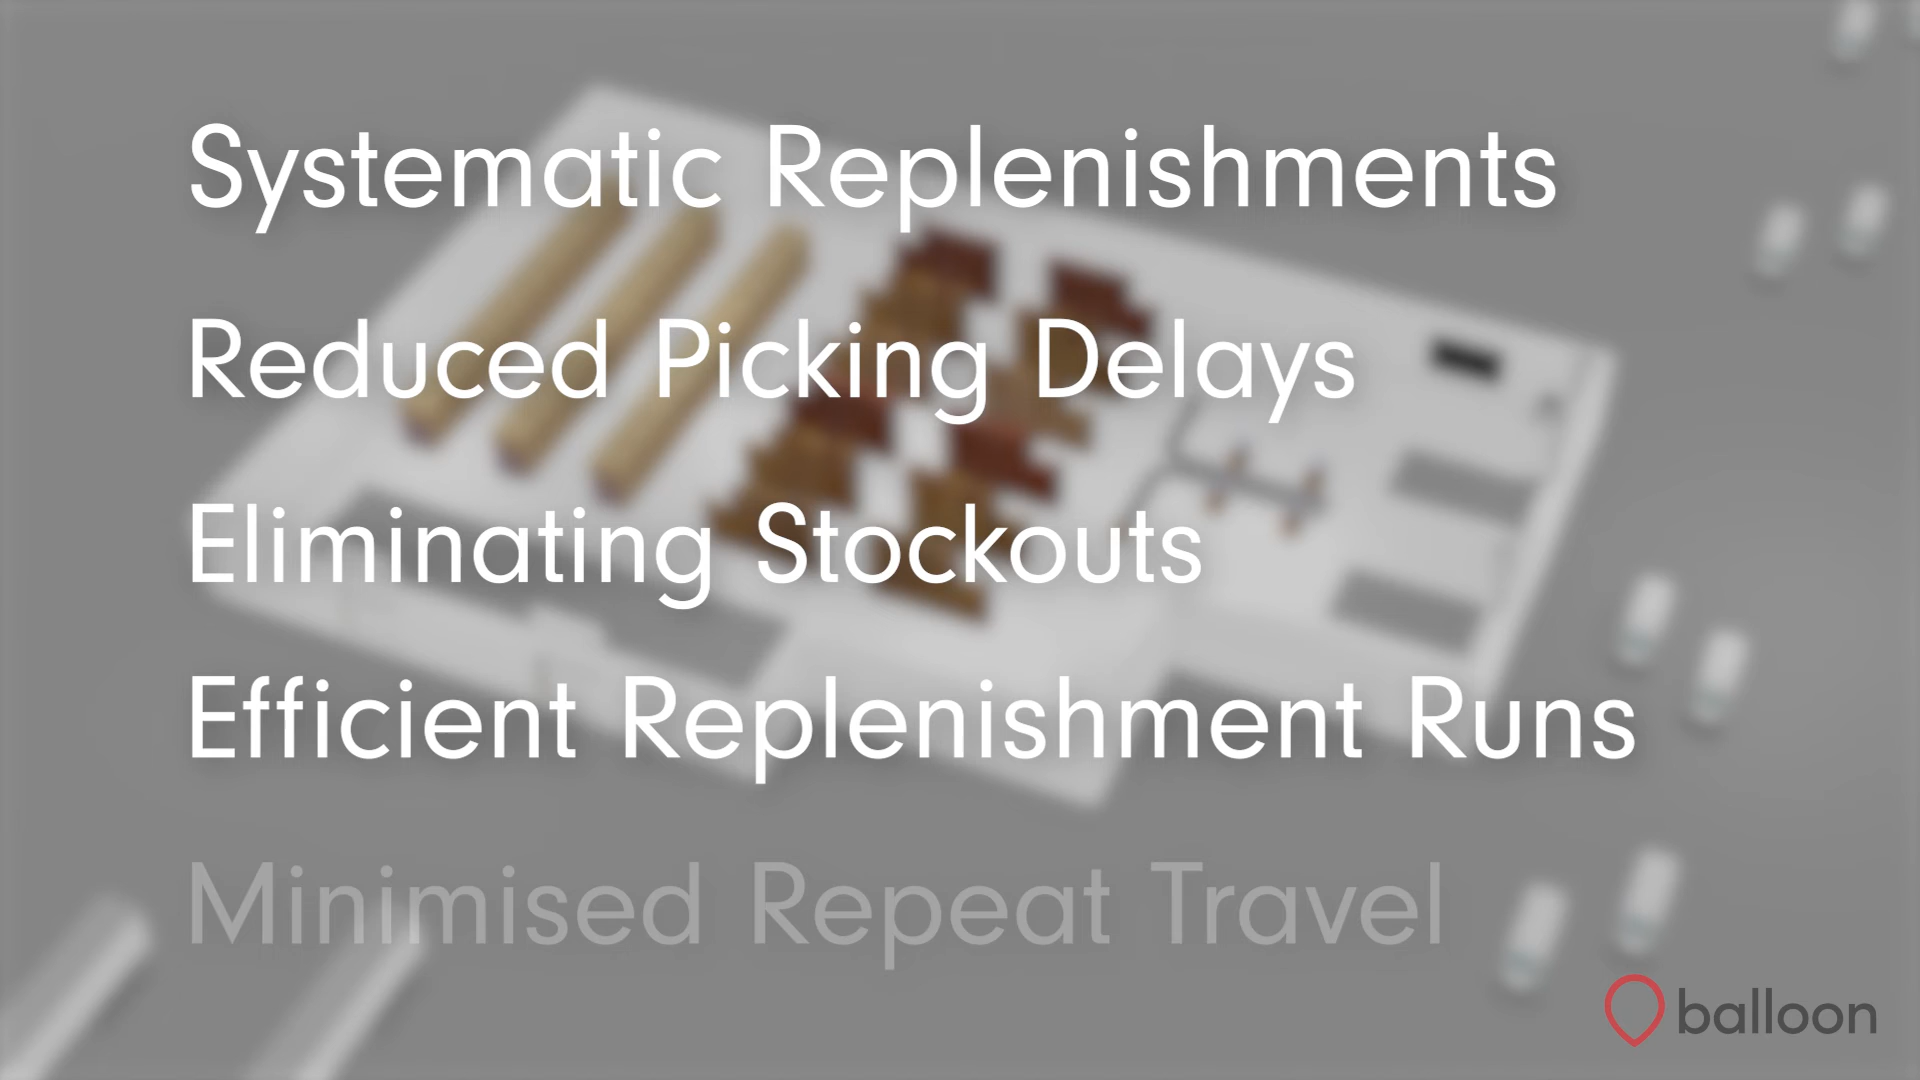 Systematic Replenishments
Reduced Picking Delays
Eliminating Stockouts
Efficient Replenishment Runs
Minimised Repeat Travel
balloon